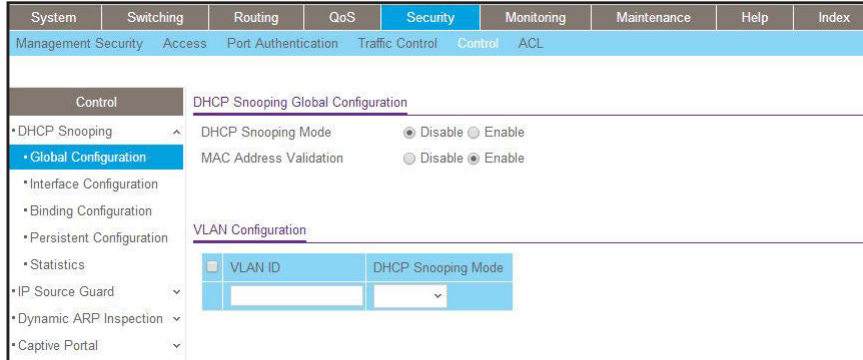 System Switching Routing QoS Security Monitoring Maintenance Help Index
Management Security Access Port Authentication Traffic Control Control ACL
Control
DHCP Snooping
Global Configuration
Interface Configuration
Binding Configuration
Persistent Configuration
Statistics
IP Source Guard
Dynamic ARP Inspection
Captive Portal
DHCP Snooping Global Configuration
DHCP Snooping Mode Disable Enable
MAC Address Validation Disable Enable
VLAN Configuration
VLAN ID DHCP Snooping Mode